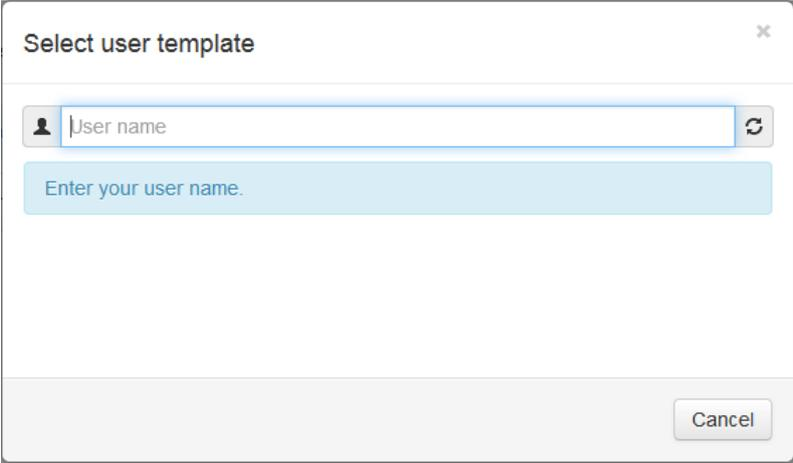 Select user template
×
User name
Enter your user name.
Cancel